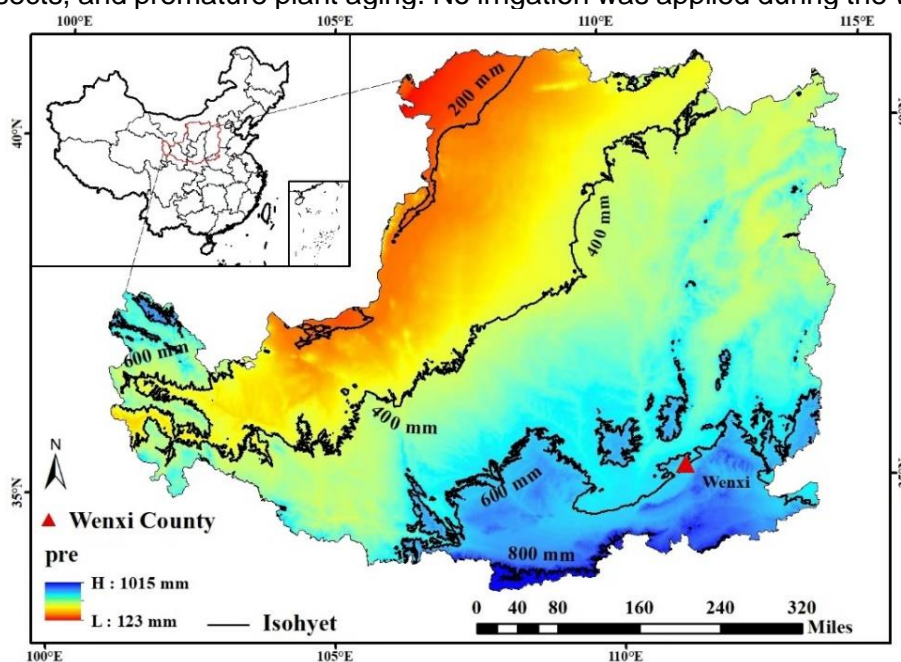 sects, and premature plant aging. No irrigation was applied during the
100°E 105°E 110°E 115°E
200 mm
40°N
400 mm
600 mm
400 mm
N
35°N
600 mm
Wenxi
Wenxi County
pre
800 mm
H : 1015 mm
L : 123 mm
Isohyet
0 40 80 160 240 320
Miles
100°E 105°E 110°E